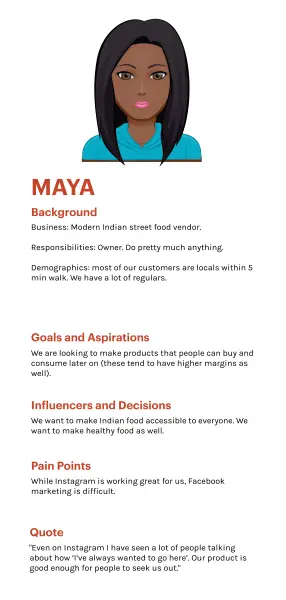 MAYA
Background
Business: Modern Indian street food vendor.
Responsibilities: Owner. Do pretty much anything.
Demographics: most of our customers are locals within 5
min walk. We have a lot of regulars.
Goals and Aspirations
We are looking to make products that people can buy and
consume later on (these tend to have higher margins as
well).
Influencers and Decisions
We want to make Indian food accessible to everyone. We
want to make healthy food as well.
Pain Points
While Instagram is working great for us, Facebook
marketing is difficult.
Quote
"Even on Instagram I have seen a lot of people talking
about how 'I've always wanted to go here'. Our product is
good enough for people to seek us out."